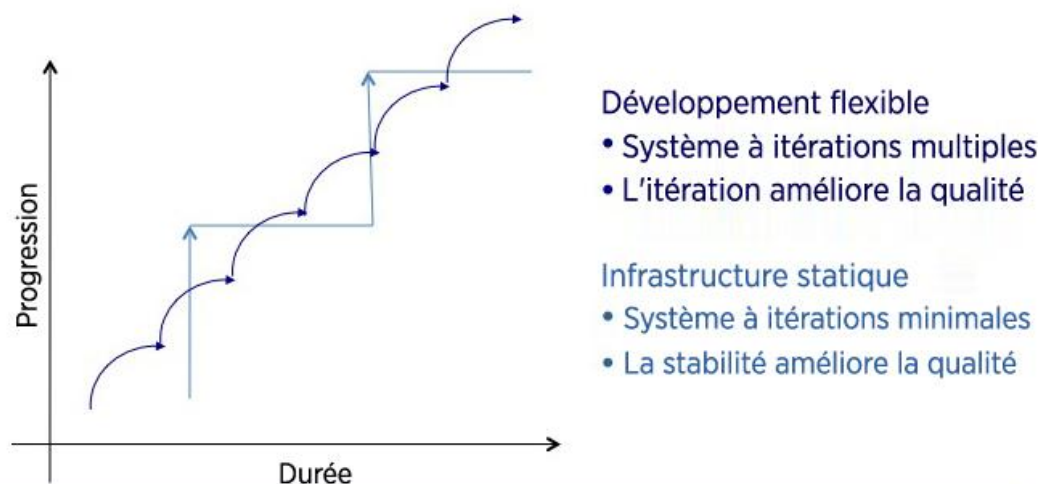 Progression
Durée
Développement flexible
• Système à itérations multiples
• L'itération améliore la qualité
Infrastructure statique
• Système à itérations minimales
• La stabilité améliore la qualité